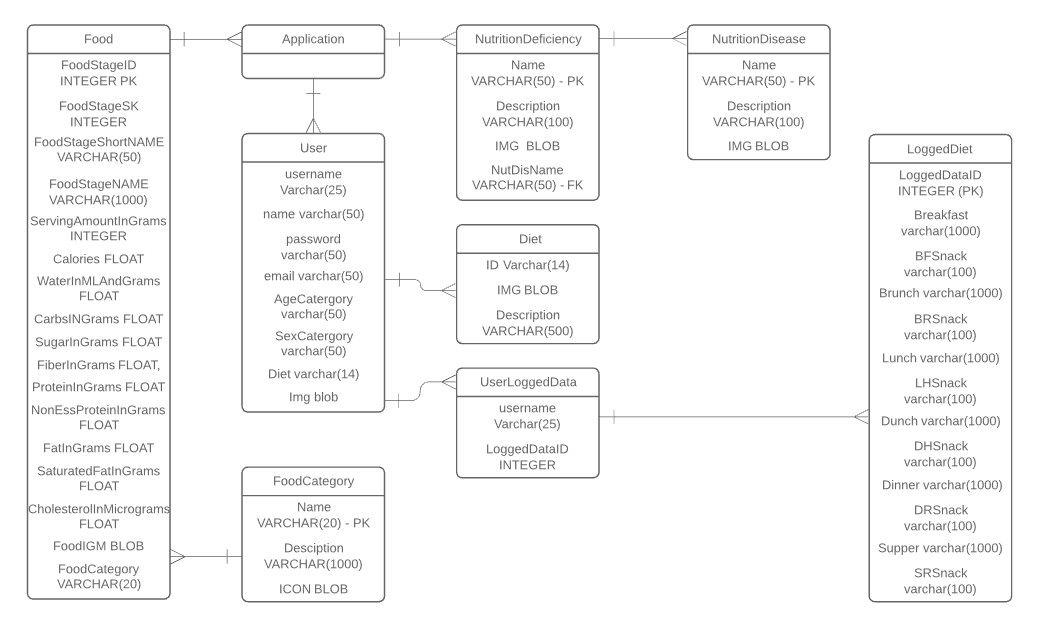 Food
FoodStageID
INTEGER PK
FoodStageSK
INTEGER
FoodStageShortNAME
VARCHAR(50)
FoodStageNAME
VARCHAR(1000)
ServingAmountInGrams
INTEGER
Calories FLOAT
WaterInMLAndGrams
FLOAT
CarbsINGrams FLOAT
SugarInGrams FLOAT
FiberInGrams FLOAT,
ProteinInGrams FLOAT
NonEssProteinInGrams
FLOAT
FatInGrams FLOAT
SaturatedFatInGrams
FLOAT
CholesterolInMicrograms
FLOAT
FoodIGM BLOB
FoodCategory
VARCHAR(20)
Application
User
username
Varchar(25)
name varchar(50)
password
varchar(50)
email varchar(50)
AgeCatergory
varchar(50)
SexCatergory
varchar(50)
Diet varchar(14)
Img blob
FoodCategory
Name
VARCHAR(20) - PK
Desciption
VARCHAR(1000)
ICON BLOB
NutritionDeficiency
Name
VARCHAR(50) - PK
Description
VARCHAR(100)
IMG  BLOB
NutDisName
VARCHAR(50) - FK
Diet
ID Varchar(14)
IMG BLOB
Description
VARCHAR(500)
UserLoggedData
username
Varchar(25)
LoggedDataID
INTEGER
NutritionDisease
Name
VARCHAR(50) - PK
Description
VARCHAR(100)
IMG BLOB
LoggedDiet
LoggedDataID
INTEGER (PK)
Breakfast
varchar(1000)
BFSnack
varchar(100)
Brunch varchar(1000)
BRSnack
varchar(100)
Lunch varchar(1000)
LHSnack
varchar(100)
Dunch varchar(1000)
DHSnack
varchar(100)
Dinner varchar(1000)
DRSnack
varchar(100)
Supper varchar(1000)
SRSnack
varchar(100)